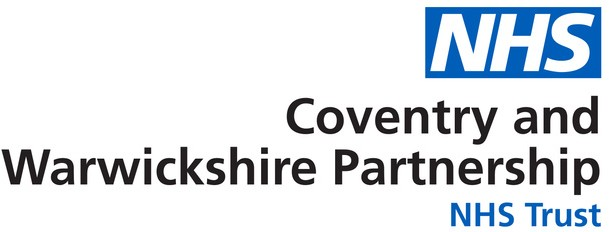 NHS
Coventry and
Warwickshire Partnership
NHS Trust